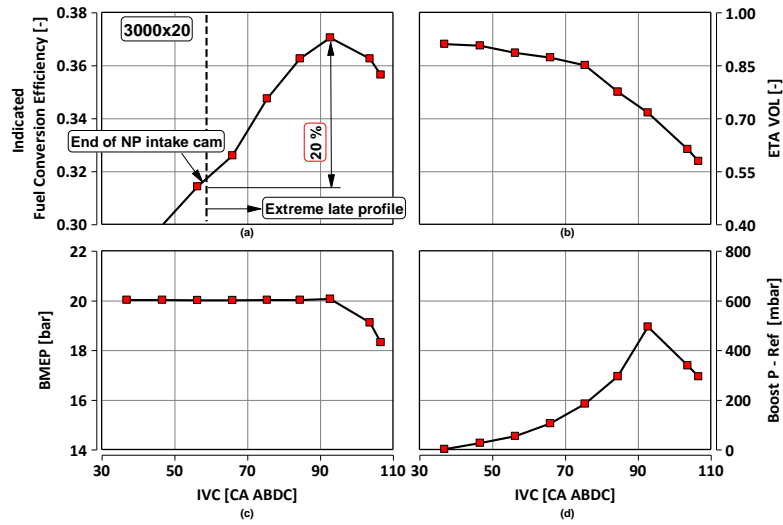 0.38
0.36
0.34
0.32
0.30
Indicated
Fuel Conversion Efficiency [-]
3000x20
End of NP intake cam
20 %
Extreme late profile
(a)
1.00
0.85
0.70
0.55
0.40
ETA VOL [-]
(b)
22
20
18
16
14
BMEP [bar]
30 50 70 90 110
IVC [CA ABDC]
(c)
800
600
400
200
0
Boost P - Ref [mbar]
30 50 70 90 110
IVC [CA ABDC]
(d)